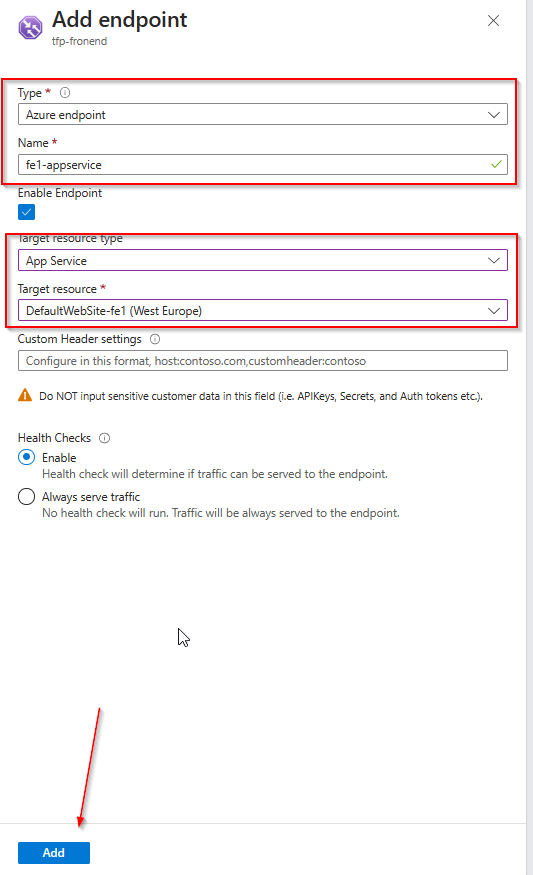 Add endpoint
tfp-fronend
Type *
Azure endpoint
Name *
fe1-appservice
Enable Endpoint
Target resource type
App Service
Target resource *
DefaultWebSite-fe1 (West Europe)
Custom Header settings
Configure in this format, host:contoso.com,customheader:contoso
Do NOT input sensitive customer data in this field (i.e. APIKeys, Secrets, and Auth tokens etc.).
Health Checks
Enable
Health check will determine if traffic can be served to the endpoint.
Always serve traffic
No health check will run. Traffic will be always served to the endpoint.
Add